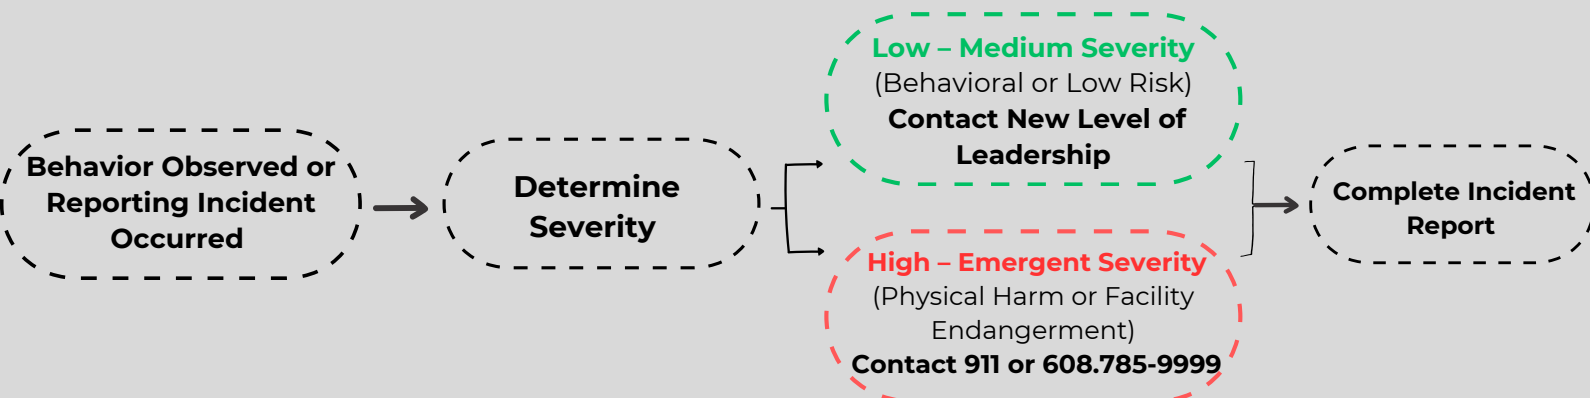 Behavior Observed or
Reporting Incident
Occurred
Determine
Severity
Low – Medium Severity
(Behavioral or Low Risk)
Contact New Level of
Leadership
High – Emergent Severity
(Physical Harm or Facility
Endangerment)
Contact 911 or 608.785-9999
Complete Incident
Report